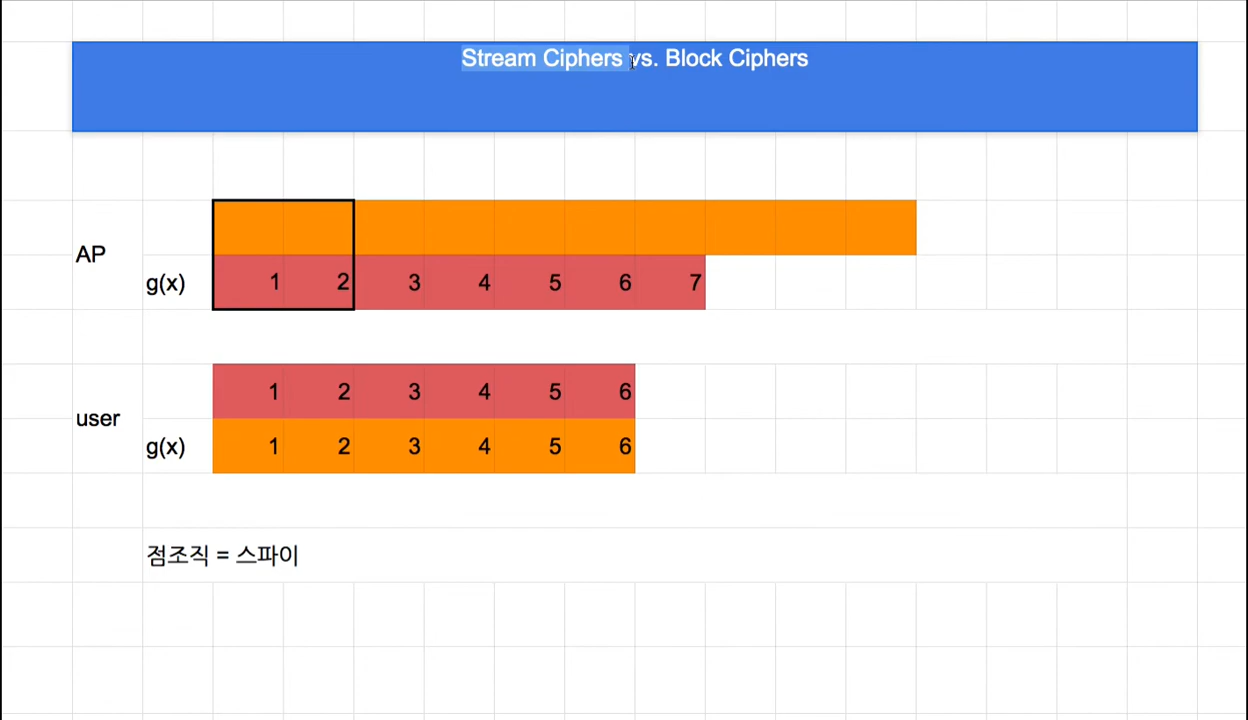 Stream Ciphers vs. Block Ciphers
AP
g(x) 1 2 3 4 5 6 7
1 2 3 4 5 6
user
g(x) 1 2 3 4 5 6
점조직 = 스파이